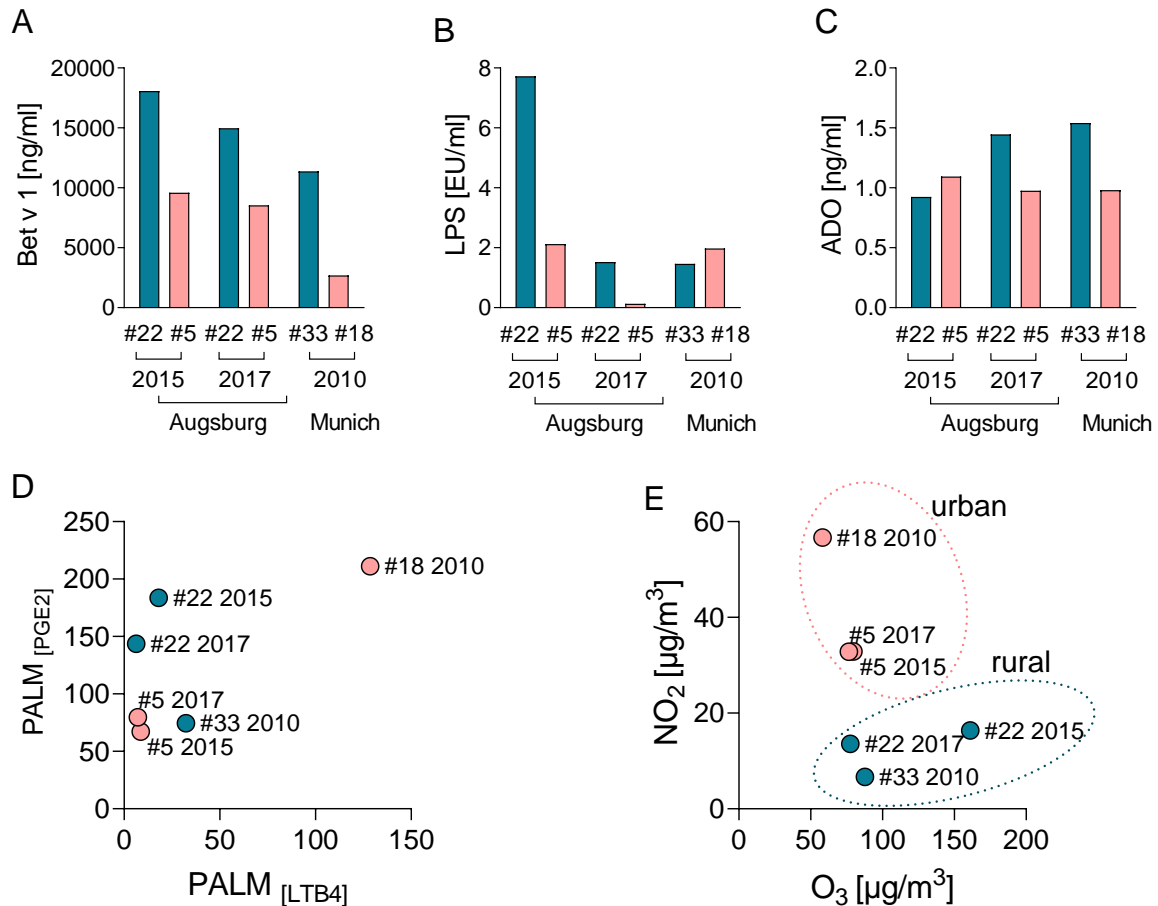 A
Bet v 1 [ng/ml]
20000
15000
10000
5000
0
#22 #5 #22 #5 #33 #18
2015 2017 2010
Augsburg Munich
B
LPS [EU/ml]
8
6
4
2
0
#22 #5 #22 #5 #33 #18
2015 2017 2010
Augsburg Munich
C
ADO [ng/ml]
2.0
1.5
1.0
0.5
0.0
#22 #5 #22 #5 #33 #18
2015 2017 2010
Augsburg Munich
D
PALM [PGE2]
250
200
150
100
50
0
#18 2010
#22 2015
#22 2017
#5 2017
#33 2010
#5 2015
0 50 100 150
PALM [LTB4]
E
NO2 [µg/m3]
60
40
20
0
urban
#18 2010
#5 2017
#5 2015
rural
#22 2015
#22 2017
#33 2010
0 50 100 150 200
O3 [µg/m3]